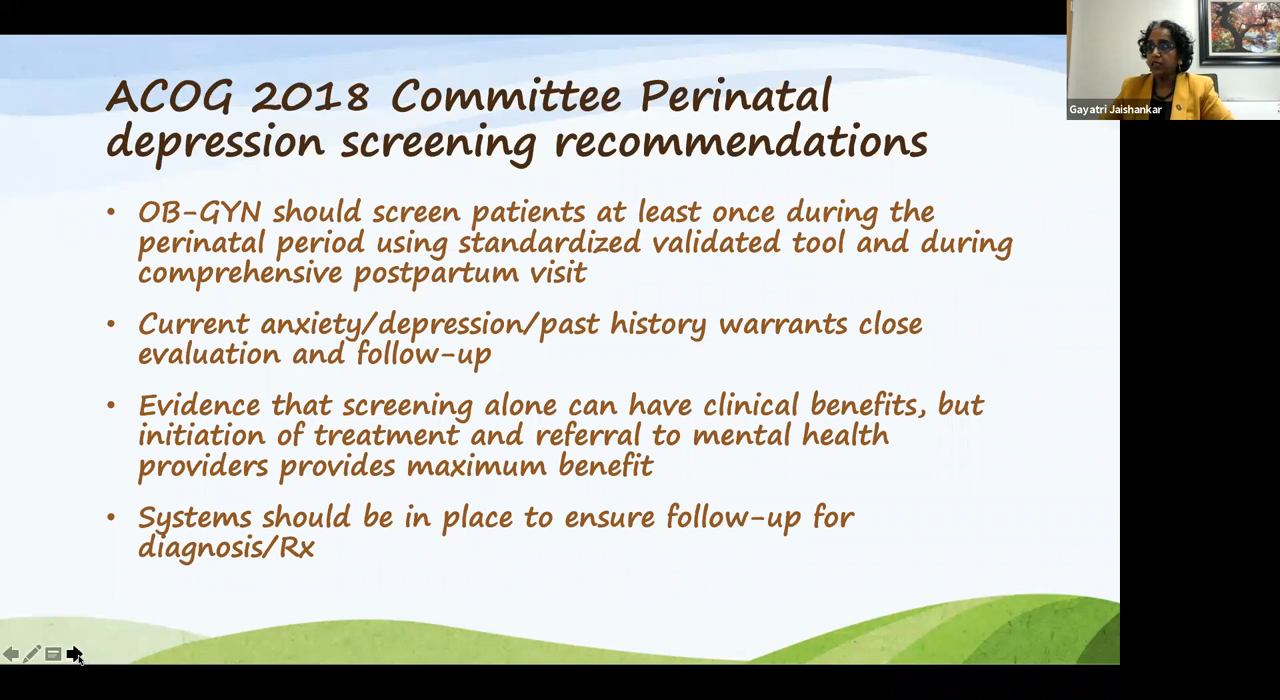 ACOG 2018 Committee Perinatal
depression screening recommendations
• OB-GYN should screen patients at least once during the
perinatal period using standardized validated tool and during
comprehensive postpartum visit
• Current anxiety/depression/past history warrants close
evaluation and follow-up
• Evidence that screening alone can have clinical benefits, but
initiation of treatment and referral to mental health
providers provides maximum benefit
• Systems should be in place to ensure follow-up for
diagnosis/Rx
Gayatri Jaishankar